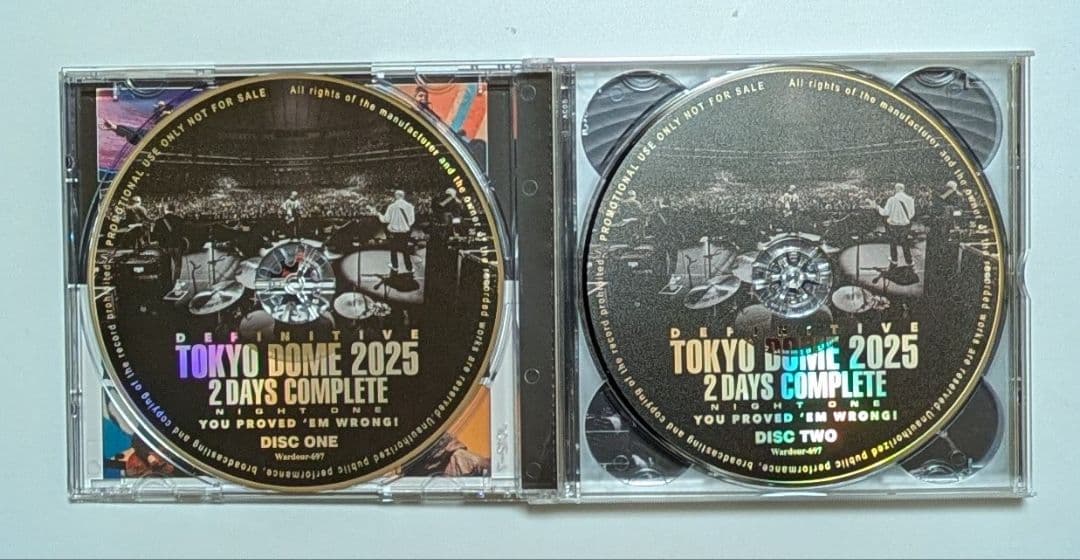 PROMOTIONAL USE ONLY NOT FOR SALE
All rights of the manufacturer and the owner of the recorded works are reserved. Unauthorized public performance, broadcasting and copying of the record prohibited.
DEFINITIVE
TOKYO DOME 2025
2 DAYS COMPLETE
NIGHT ONE
YOU PROVED 'EM WRONG!
DISC ONE
Wardour-697
PROMOTIONAL USE ONLY NOT FOR SALE
All rights of the manufacturer and the owner of the recorded works are reserved. Unauthorized public performance, broadcasting and copying of the record prohibited.
DEFINITIVE
TOKYO DOME 2025
2 DAYS COMPLETE
NIGHT ONE
YOU PROVED 'EM WRONG!
DISC TWO
Wardour-697